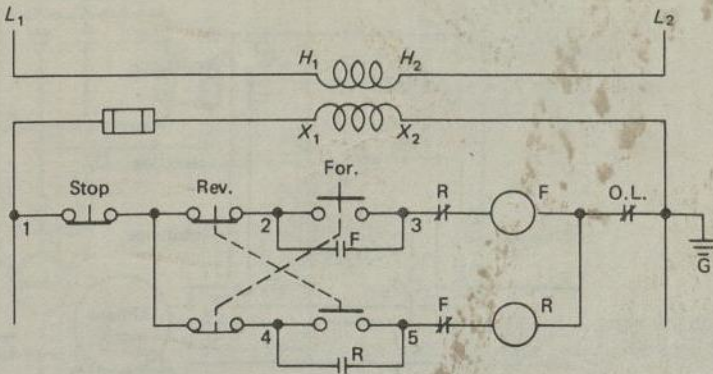 L₁ L₂
H₁ H₂
X₁ X₂
For.
Stop Rev. R F O.L.
1 2 3
F
G
F R
4 5
R